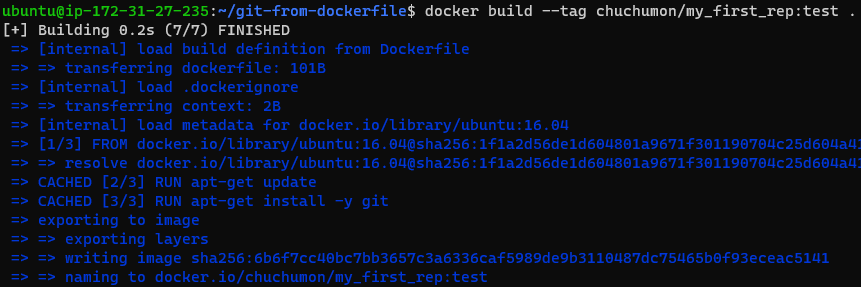 ubuntu@ip-172-31-27-235:~/git-from-dockerfile$ docker build --tag chuchumon/my_first_rep:test .
[+] Building 0.2s (7/7) FINISHED
=> [internal] load build definition from Dockerfile
=> => transferring dockerfile: 101B
=> [internal] load .dockerignore
=> => transferring context: 2B
=> [internal] load metadata for docker.io/library/ubuntu:16.04
=> [1/3] FROM docker.io/library/ubuntu:16.04@sha256:1f1a2d56de1d604801a9671f301190704c25d604a41
=> => resolve docker.io/library/ubuntu:16.04@sha256:1f1a2d56de1d604801a9671f301190704c25d604a41
=> CACHED [2/3] RUN apt-get update
=> CACHED [3/3] RUN apt-get install -y git
=> exporting to image
=> => exporting layers
=> => writing image sha256:6b6f7cc40bc7bb3657c3a6336caf5989de9b3110487dc75465b0f93eceac5141
=> => naming to docker.io/chuchumon/my_first_rep:test